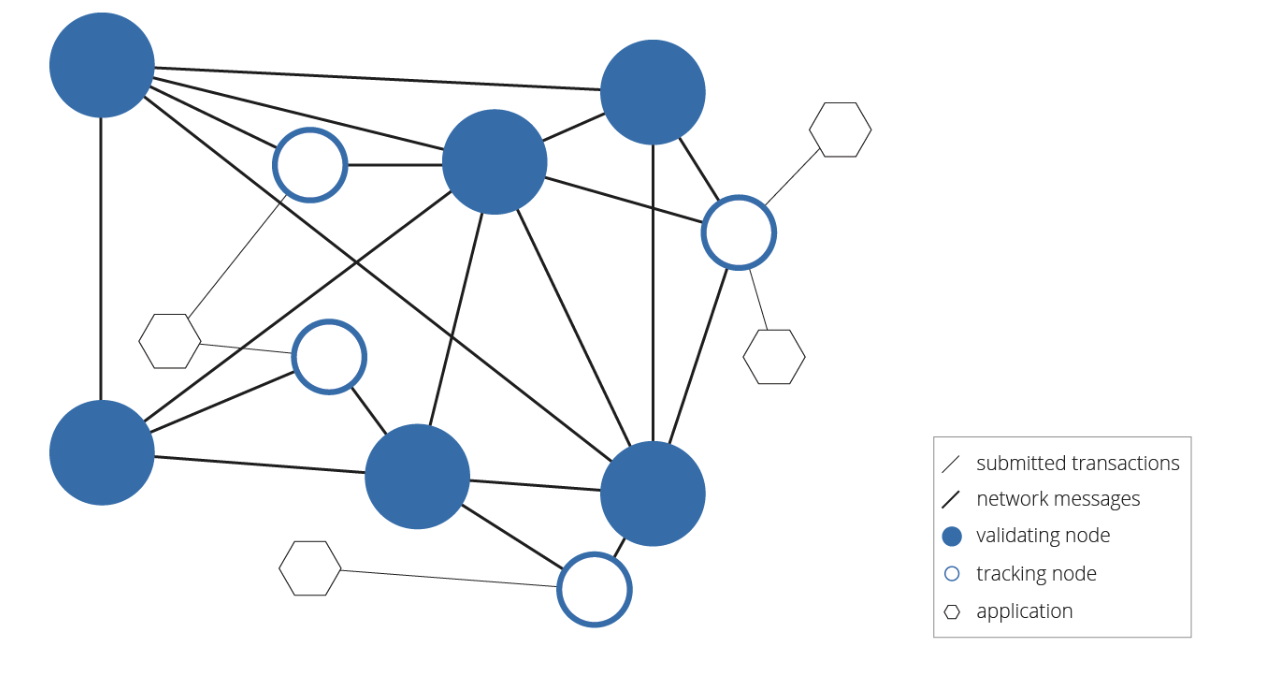 submitted transactions
network messages
validating node
tracking node
application